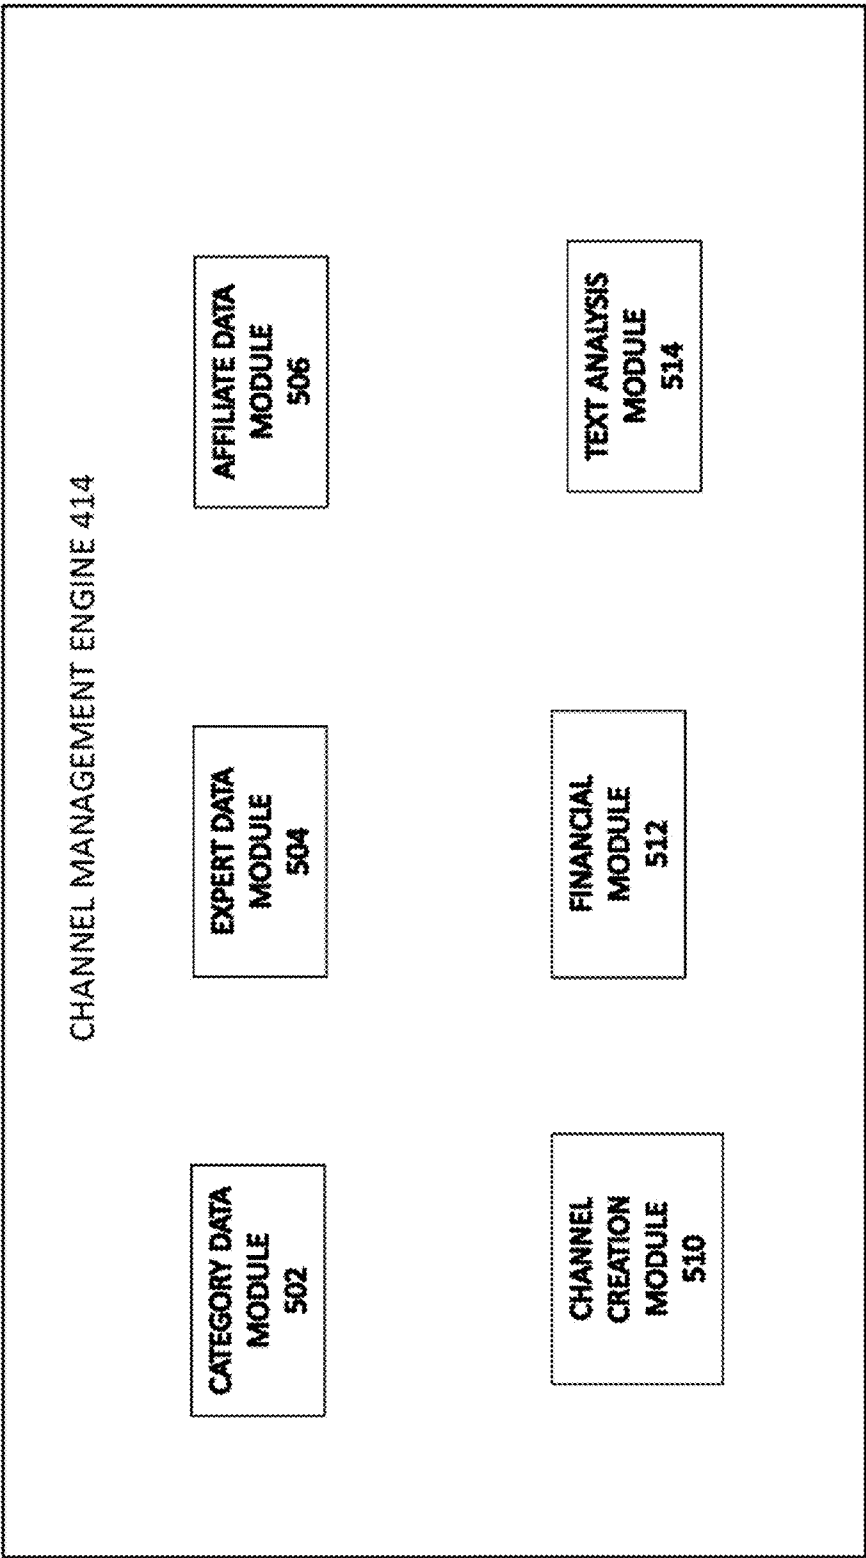 CHANNEL MANAGEMENT ENGINE 414
CATEGORY DATA
MODULE
502
EXPERT DATA
MODULE
504
AFFILIATE DATA
MODULE
506
CHANNEL
CREATION
MODULE
510
FINANCIAL
MODULE
512
TEXT ANALYSIS
MODULE
514